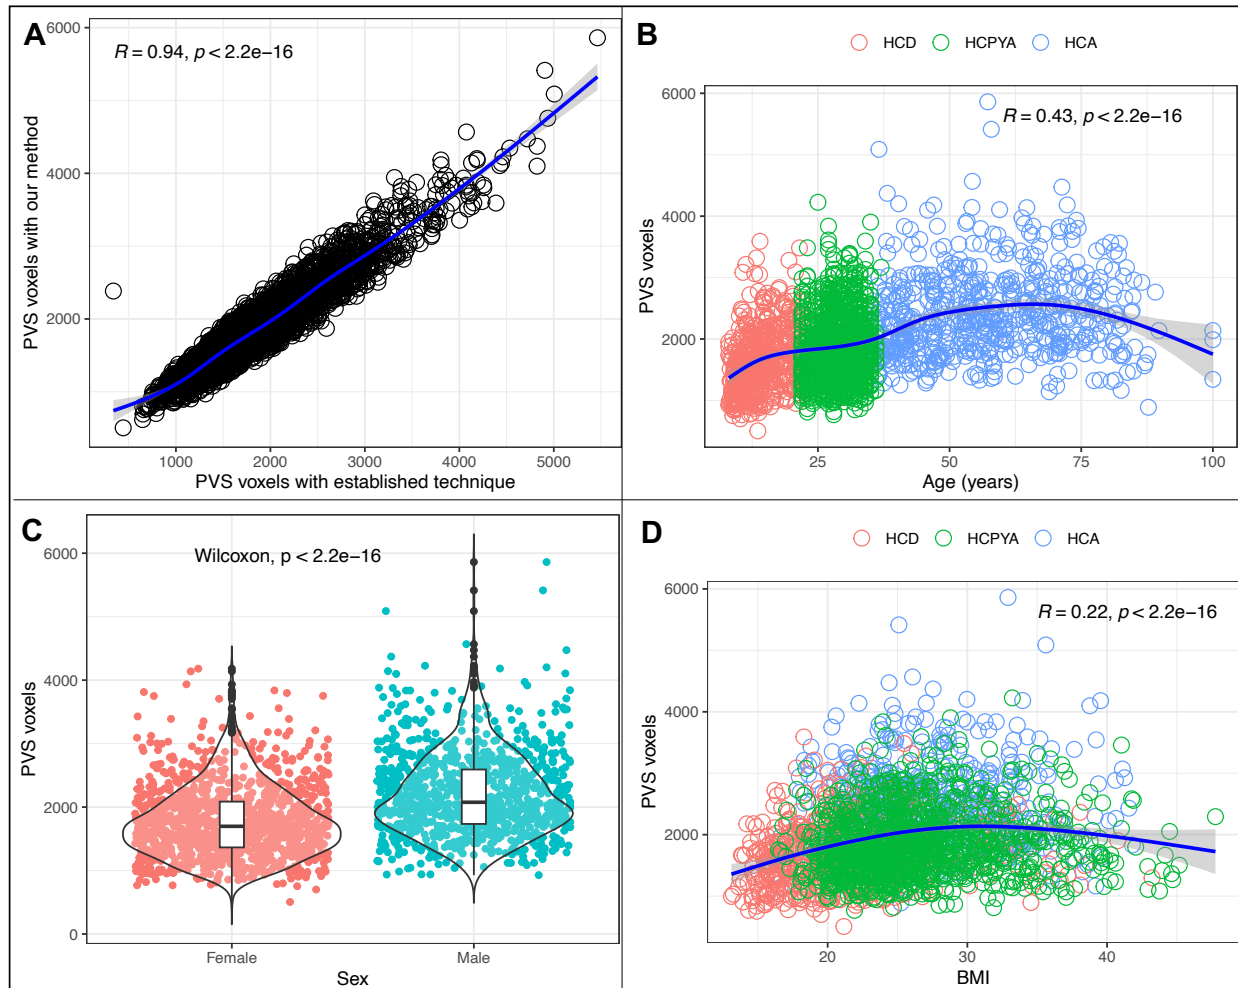 A
R = 0.94, p < 2.2e−16
PVS voxels with our method
6000
4000
2000
1000
2000
3000
4000
5000
PVS voxels with established technique
B
HCD
HCPYA
HCA
R = 0.43, p < 2.2e−16
PVS voxels
6000
4000
2000
25
50
75
100
Age (years)
C
Wilcoxon, p < 2.2e−16
PVS voxels
6000
4000
2000
0
Female
Male
Sex
D
HCD
HCPYA
HCA
R = 0.22, p < 2.2e−16
PVS voxels
6000
4000
2000
20
30
40
BMI